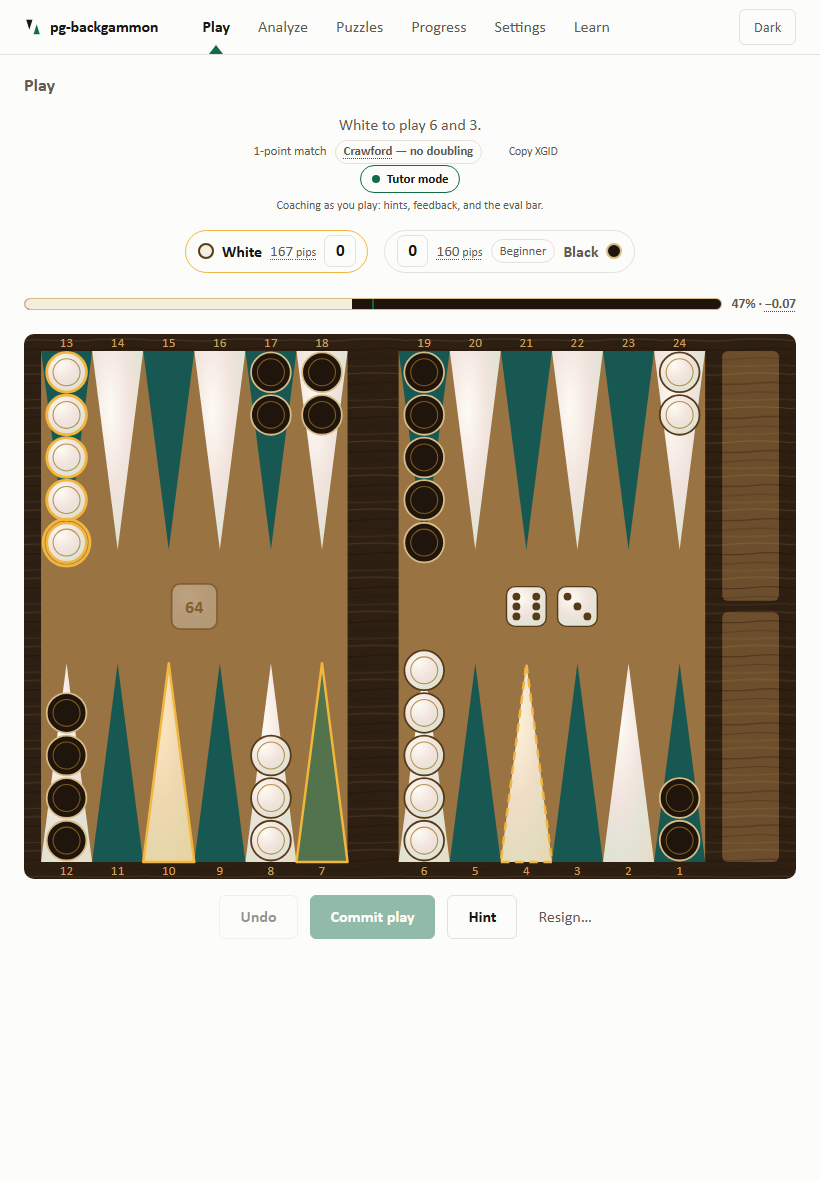 pg-backgammon Play Analyze Puzzles Progress Settings Learn Dark
Play
White to play 6 and 3.
1-point match Crawford — no doubling Copy XGID
Tutor mode
Coaching as you play: hints, feedback, and the eval bar.
White 167 pips 0 0 160 pips Beginner Black
47% · −0.07
13 14 15 16 17 18 19 20 21 22 23 24
64
12 11 10 9 8 7 6 5 4 3 2 1
Undo Commit play Hint Resign...